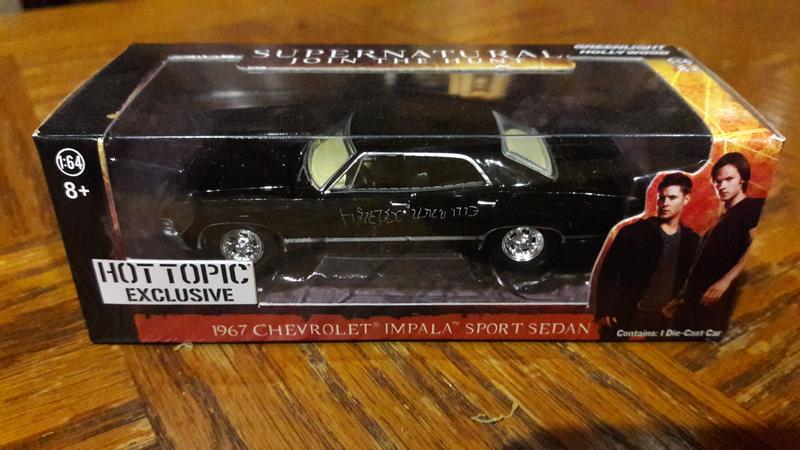 SUPERNATURAL
JOIN THE HUNT
GREENLIGHT
HOLLYWOOD
1:64
8+
HOT TOPIC
EXCLUSIVE
1967 CHEVROLET® IMPALA™ SPORT SEDAN
Contains: 1 Die-Cast Car